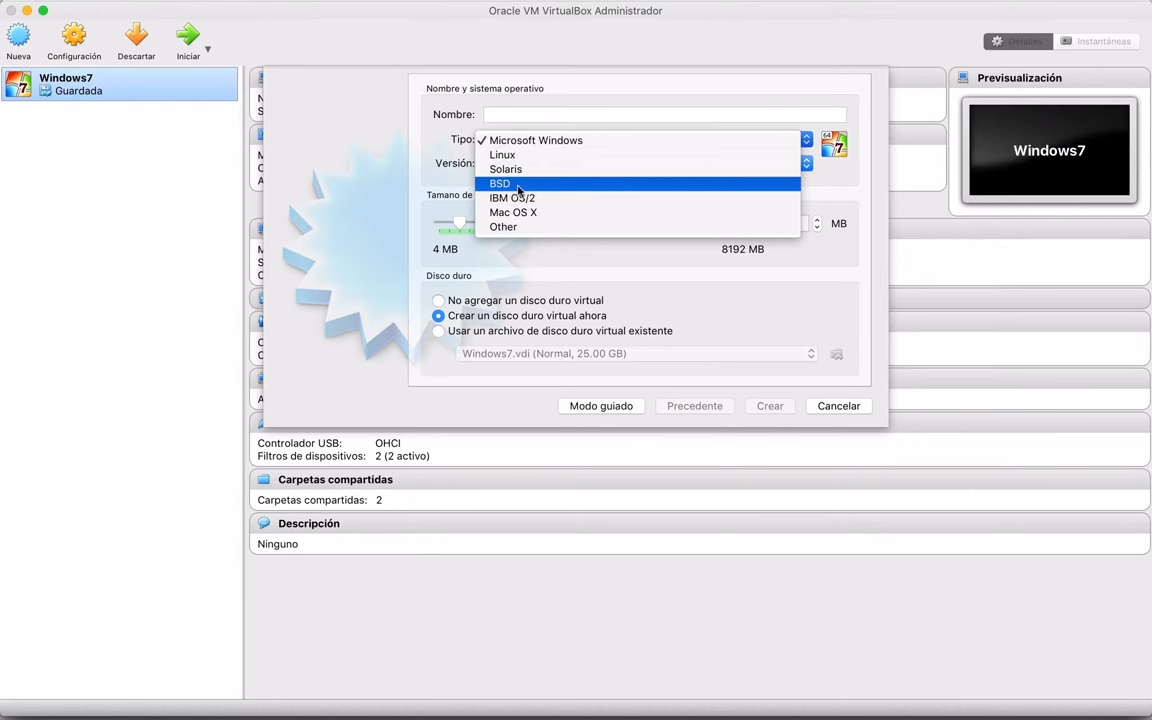 Oracle VM VirtualBox Administrador
Nueva
Configuración
Descartar
Iniciar
Detalles
Instantáneas
Windows7
Guardada
Nombre y sistema operativo
Nombre:
Tipo:
Microsoft Windows
Linux
Solaris
BSD
IBM OS/2
Mac OS X
Other
Versión:
64
7
Tamano de
MB
4 MB
8192 MB
Disco duro
No agregar un disco duro virtual
Crear un disco duro virtual ahora
Usar un archivo de disco duro virtual existente
Windows7.vdi (Normal, 25.00 GB)
Modo guiado
Precedente
Crear
Cancelar
Previsualización
Windows7
Controlador USB: OHCI
Filtros de dispositivos: 2 (2 activo)
Carpetas compartidas
Carpetas compartidas: 2
Descripción
Ninguno